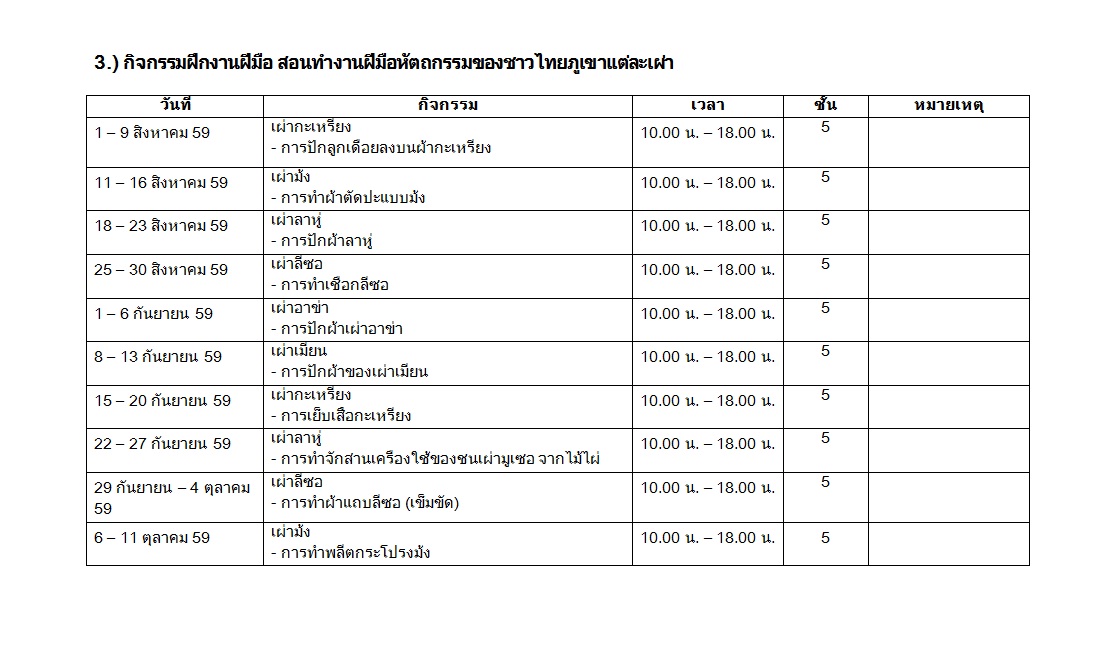 3.) กิจกรรมฝึกงานฝีมือ สอนทำงานฝีมือหัตถกรรมของชาวไทยภูเขาแต่ละเผ่า
วันที่ กิจกรรม เวลา ชั้น หมายเหตุ
1 – 9 สิงหาคม 59 เผ่ากะเหรี่ยง 10.00 น. – 18.00 น. 5
- การปักลูกเดือยลงบนผ้ากะเหรี่ยง
11 – 16 สิงหาคม 59 เผ่าม้ง 10.00 น. – 18.00 น. 5
- การทำผ้าตัดปะแบบม้ง
18 – 23 สิงหาคม 59 เผ่าลาหู่ 10.00 น. – 18.00 น. 5
- การปักผ้าลาหู่
25 – 30 สิงหาคม 59 เผ่าลีซอ 10.00 น. – 18.00 น. 5
- การทำเชือกลีซอ
1 – 6 กันยายน 59 เผ่าอาข่า 10.00 น. – 18.00 น. 5
- การปักผ้าเผ่าอาข่า
8 – 13 กันยายน 59 เผ่าเมี่ยน 10.00 น. – 18.00 น. 5
- การปักผ้าของเผ่าเมี่ยน
15 – 20 กันยายน 59 เผ่ากะเหรี่ยง 10.00 น. – 18.00 น. 5
- การเย็บเสื้อกะเหรี่ยง
22 – 27 กันยายน 59 เผ่าลาหู่ 10.00 น. – 18.00 น. 5
- การทำจักสานเครื่องใช้ของชนเผ่ามูเซอ จากไม้ไผ่
29 กันยายน – 4 ตุลาคม เผ่าลีซอ 10.00 น. – 18.00 น. 5
59 - การทำผ้าแถบลีซอ (เข็มขัด)
6 – 11 ตุลาคม 59 เผ่าม้ง 10.00 น. – 18.00 น. 5
- การทำพลีตกระโปรงม้ง